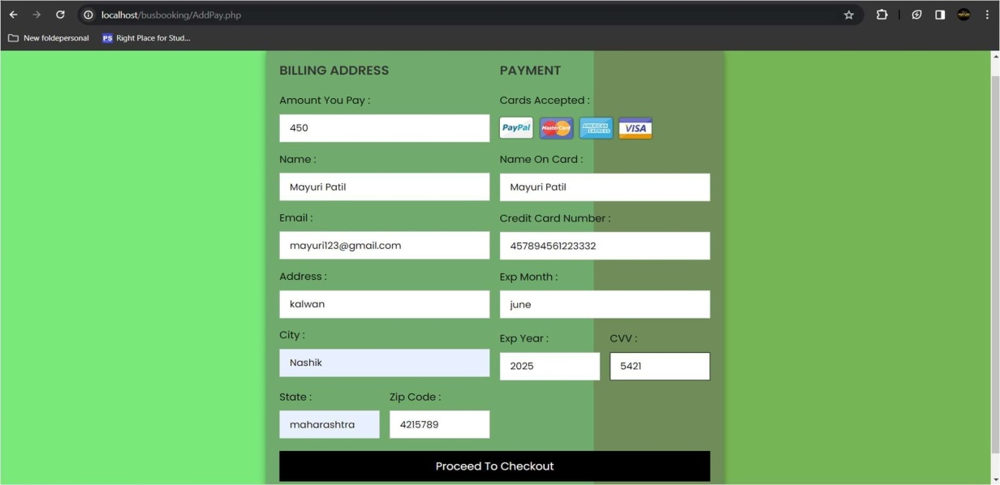 localhost/busbooking/AddPay.php
New foldepersonal
PS Right Place for Stud...
BILLING ADDRESS
Amount You Pay :
450
Name :
Mayuri Patil
Email :
mayuri123@gmail.com
Address :
kalwan
City :
Nashik
State :
Zip Code :
maharashtra
4215789
PAYMENT
Cards Accepted :
PayPal MasterCard AMERICAN EXPRESS VISA
Name On Card :
Mayuri Patil
Credit Card Number :
457894561223332
Exp Month :
june
Exp Year :
CVV :
2025
5421
Proceed To Checkout